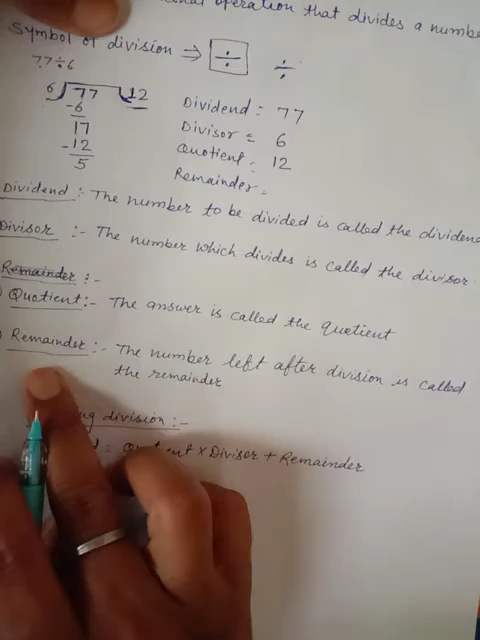 operation that divides a number
Symbol of division ⇒ ÷ ÷
77÷6
6 77 12
-6
17
-12
5
Dividend = 77
Divisor = 6
Quotient = 12
Remainder =
Dividend :- The number to be divided is called the dividend
Divisor :- The number which divides is called the divisor
Remainder :-
Quotient :- The answer is called the quotient
Remainder :- The number left after division is called
the remainder
division :-
= Quotient × Divisor + Remainder